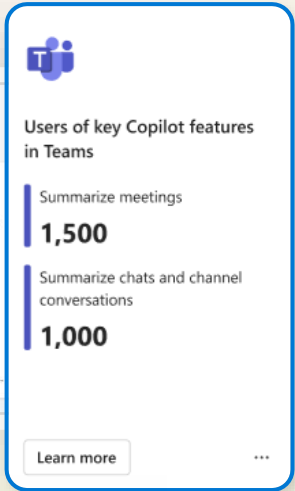 T
Users of key Copilot features
in Teams
Summarize meetings
1,500
Summarize chats and channel
conversations
1,000
Learn more
...